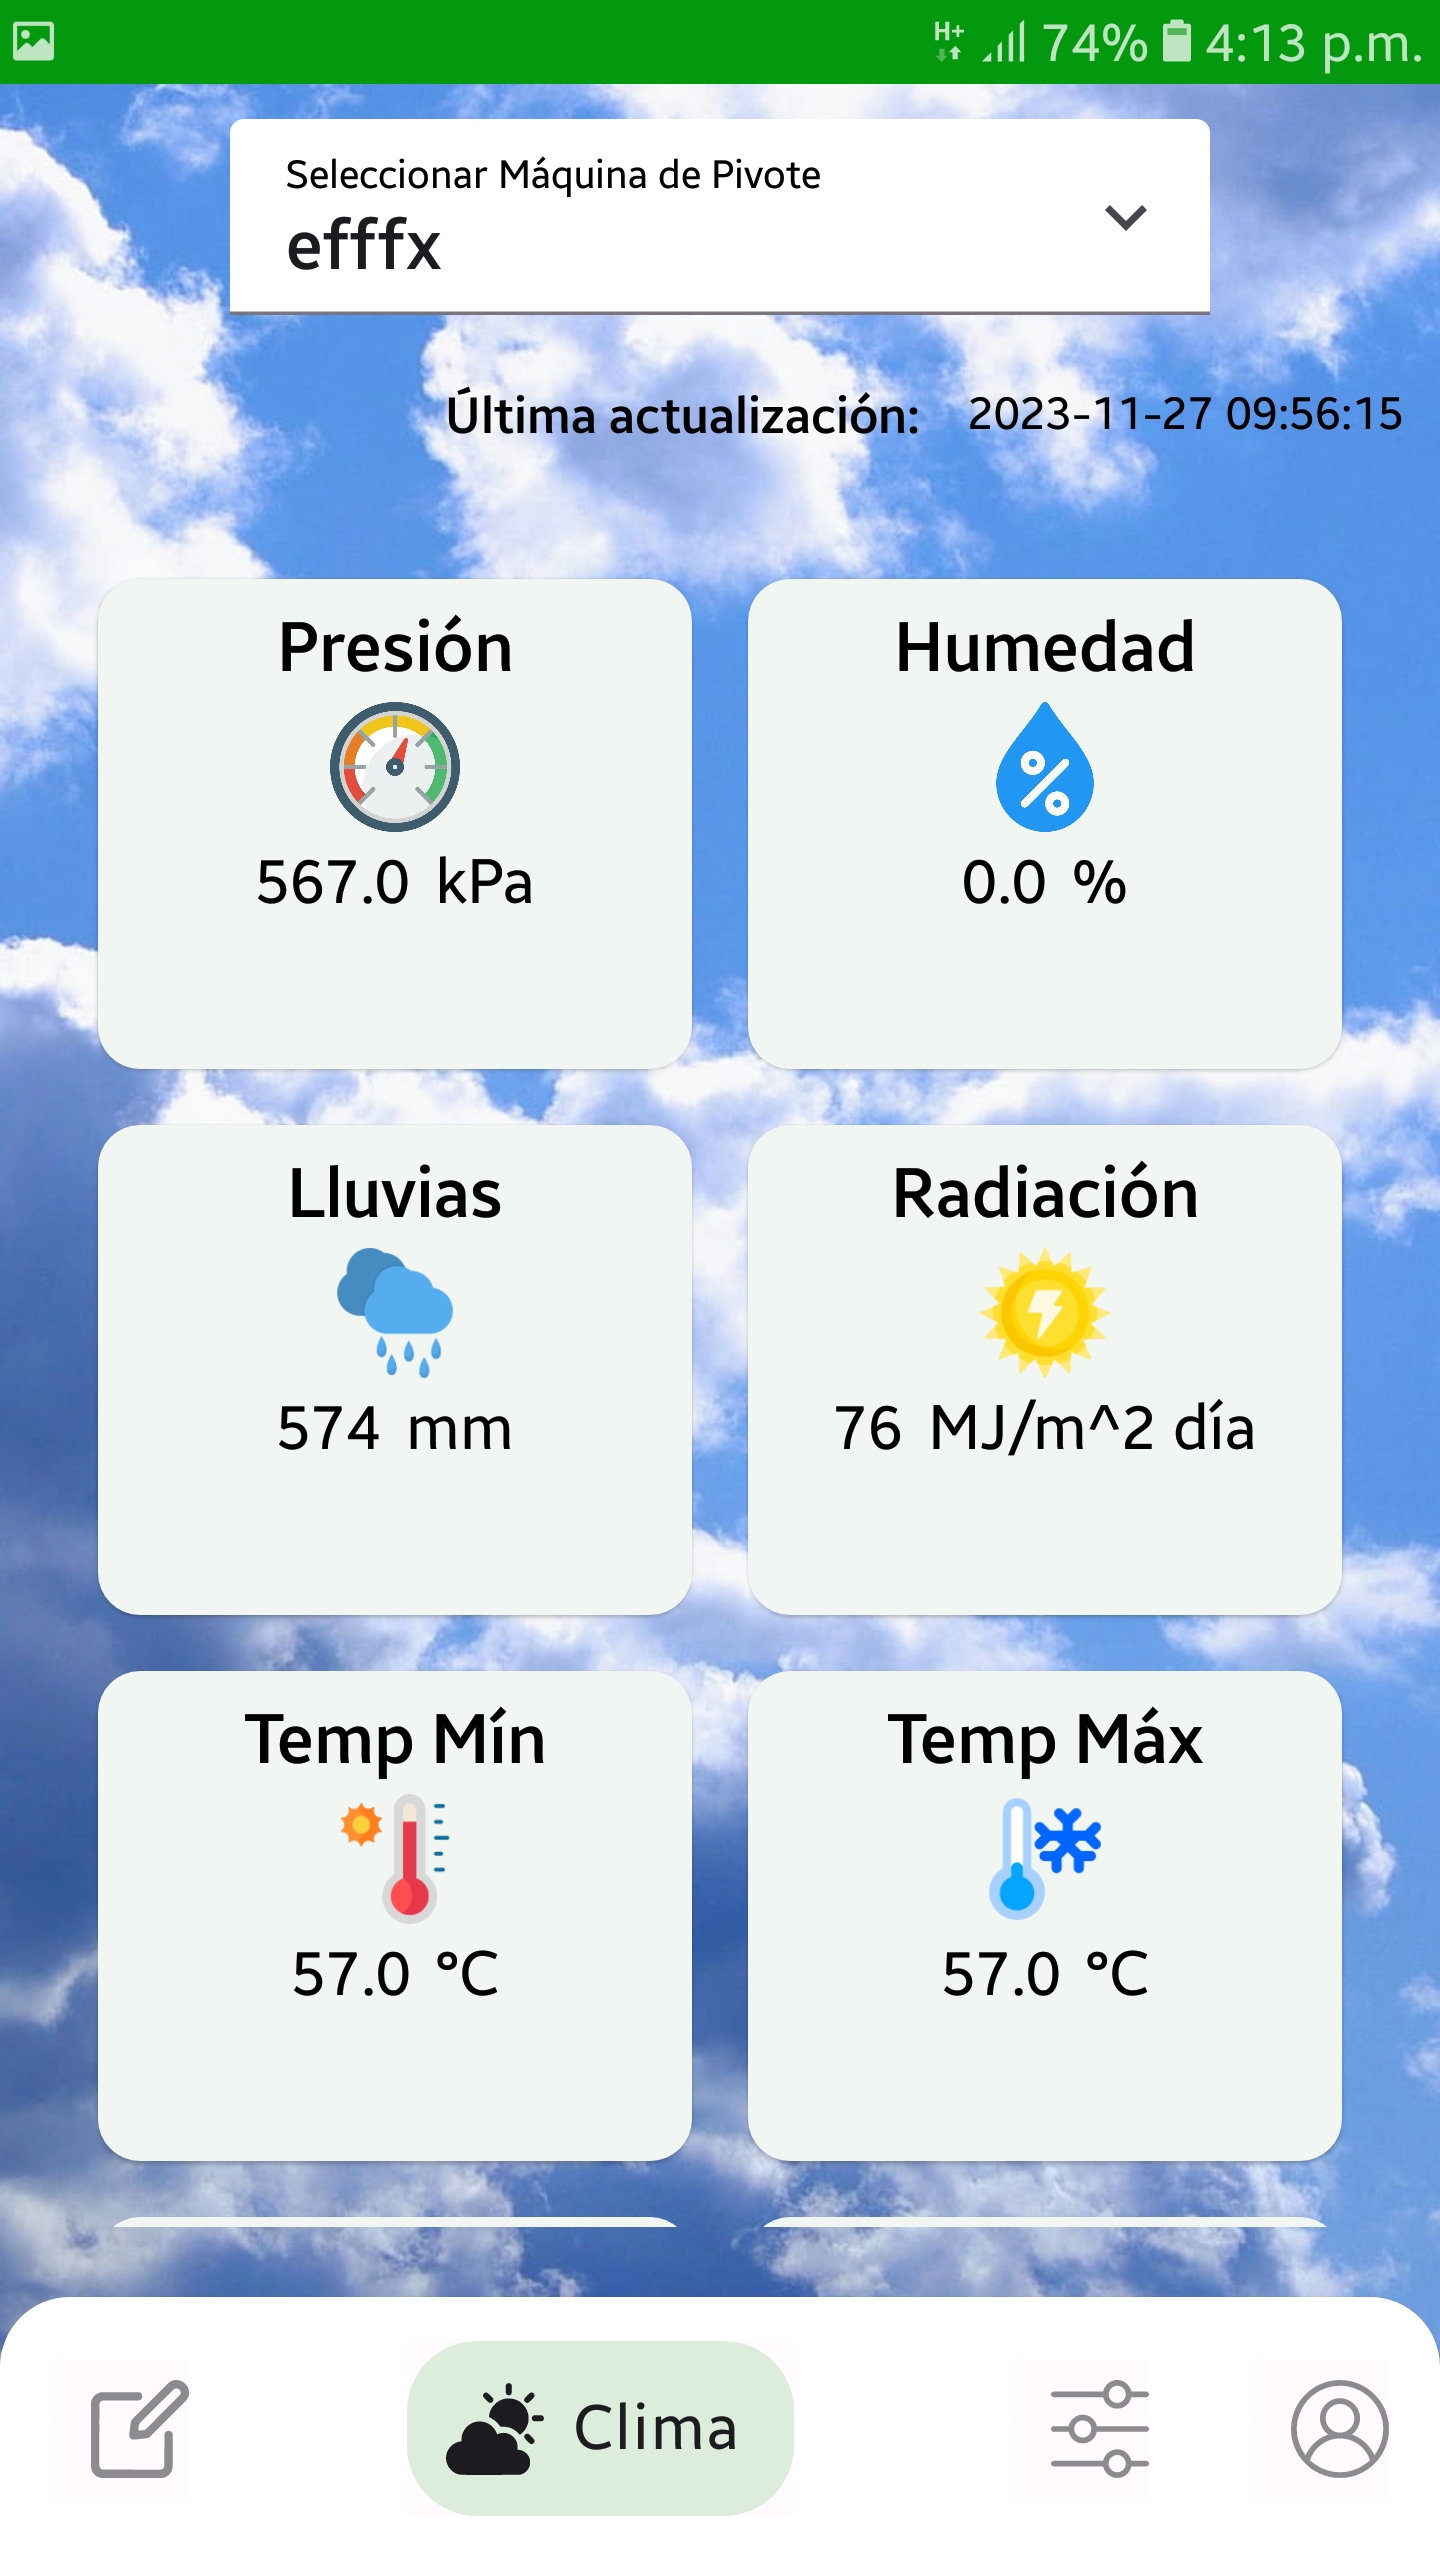 H+ 74% 4:13 p.m.
Seleccionar Máquina de Pivote
efffx
Última actualización: 2023-11-27 09:56:15
Presión
567.0 kPa
Humedad
%
0.0 %
Lluvias
574 mm
Radiación
76 MJ/m^2 día
Temp Mín
57.0 °C
Temp Máx
57.0 °C
Clima